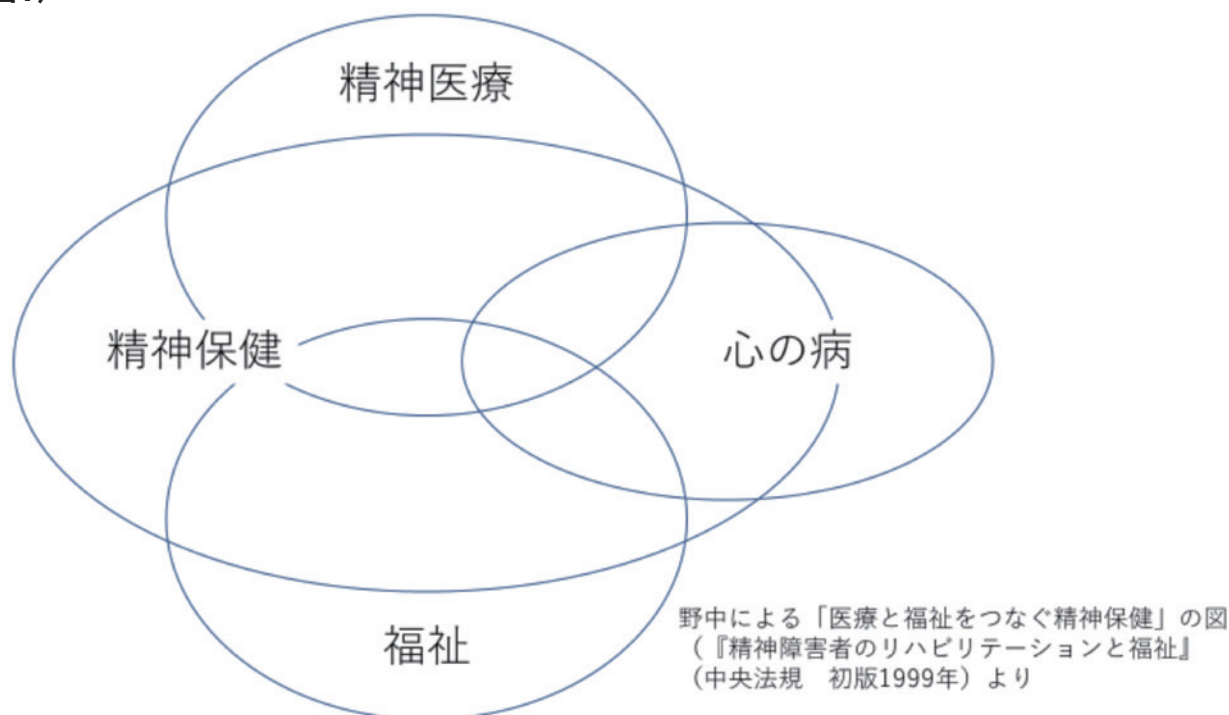 精神医療
精神保健
心の病
福祉
野中による「医療と福祉をつなぐ精神保健」の図
(『精神障害者のリハビリテーションと福祉』
(中央法規　初版1999年）より